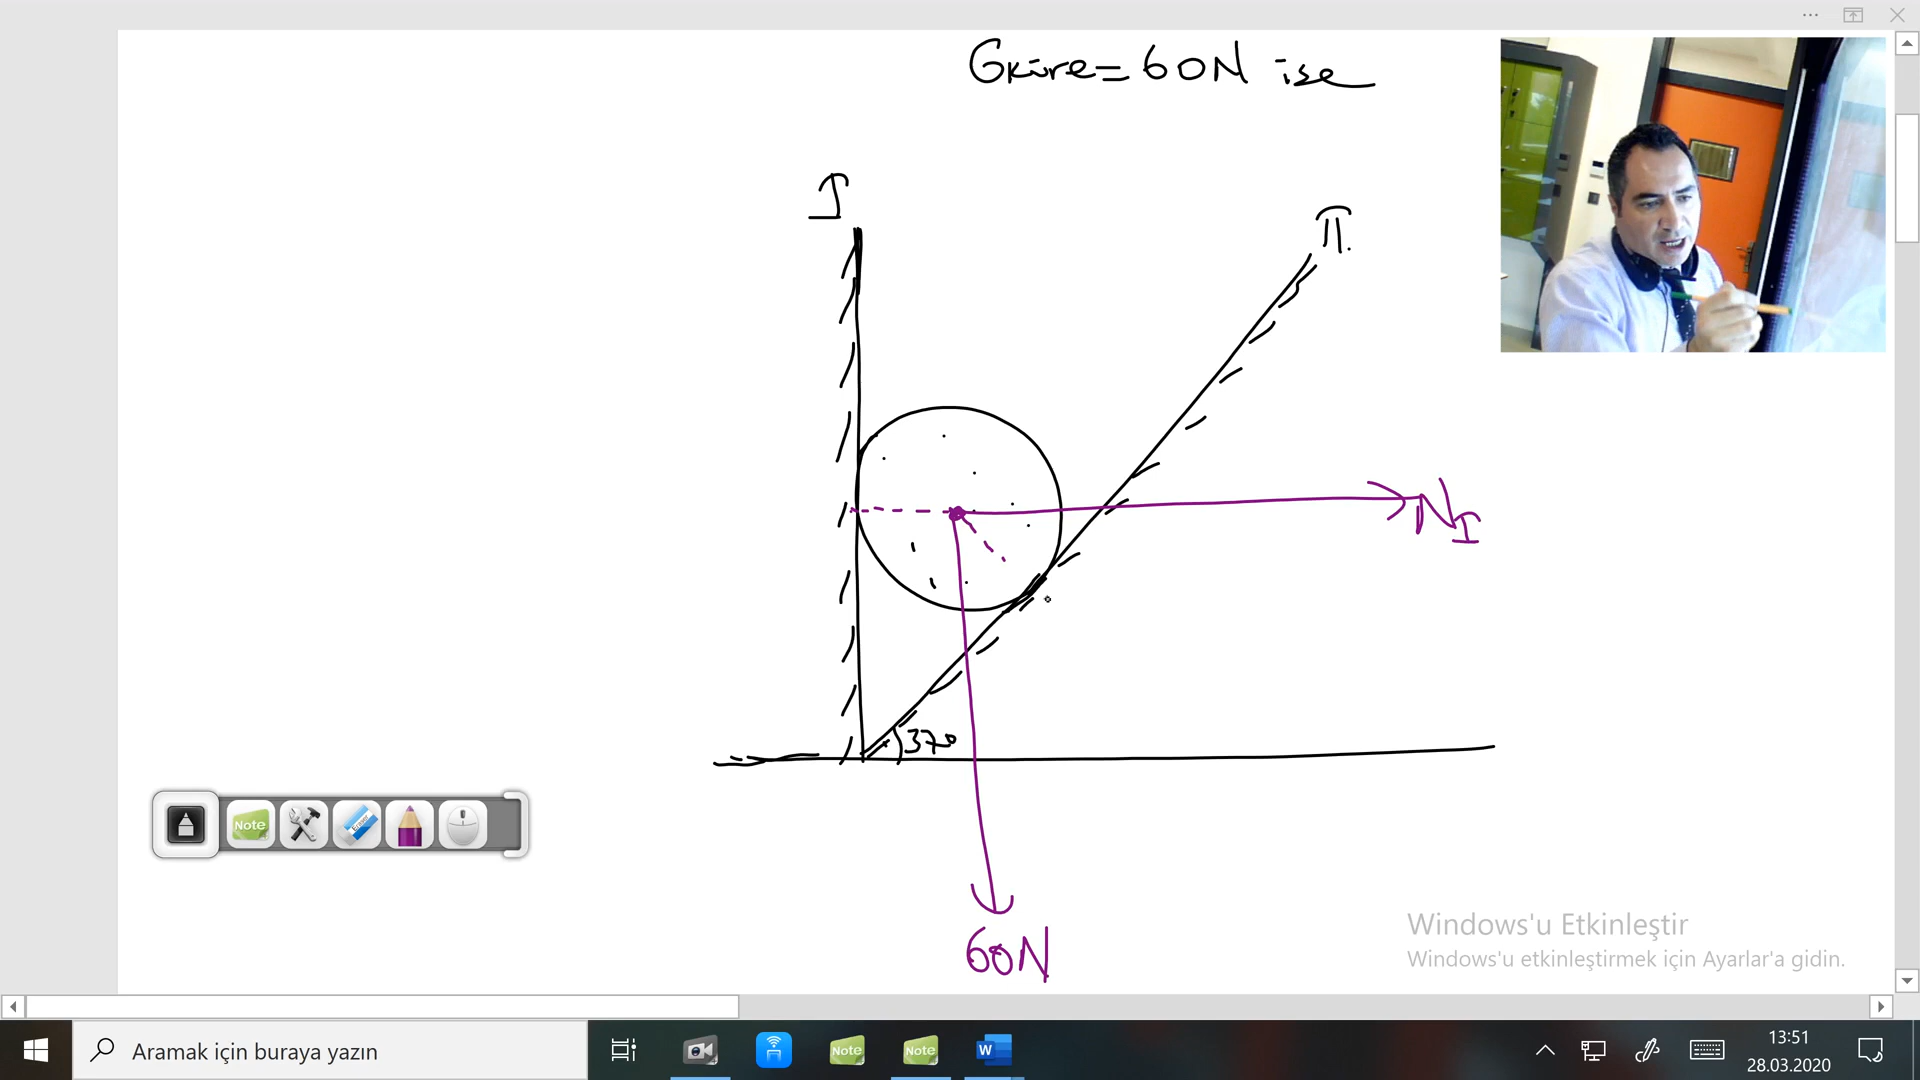 Gküre=60N ise
I
II.
N_I
37°
Note
60N
Windows'u Etkinleştir
Windows'u etkinleştirmek için Ayarlar'a gidin.
Aramak için buraya yazın
Note
Note
W
13:51
28.03.2020